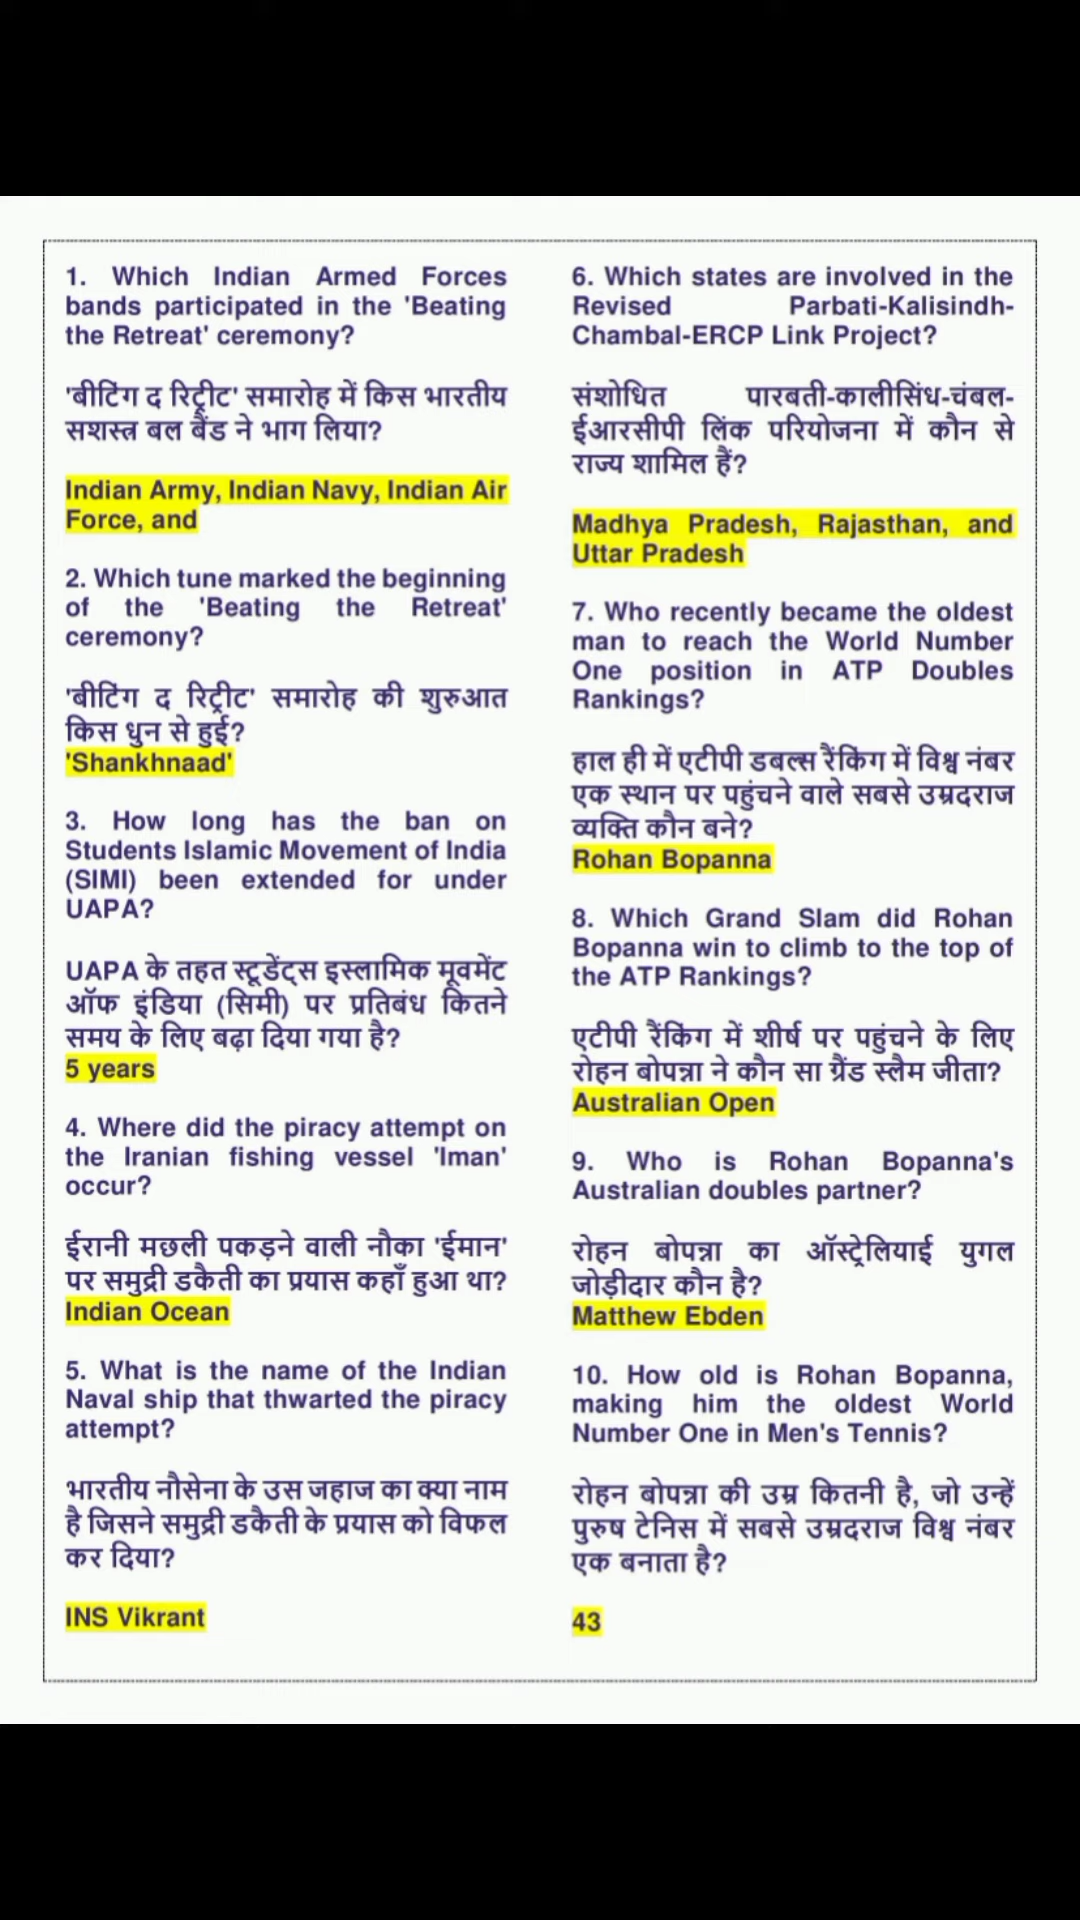 1. Which Indian Armed Forces
bands participated in the 'Beating
the Retreat' ceremony?
'बीटिंग द रिट्रीट' समारोह में किस भारतीय
सशस्त्र बल बैंड ने भाग लिया?
Indian Army, Indian Navy, Indian Air
Force, and
2. Which tune marked the beginning
of the 'Beating the Retreat'
ceremony?
'बीटिंग द रिट्रीट' समारोह की शुरुआत
किस धुन से हुई?
'Shankhnaad'
3. How long has the ban on
Students Islamic Movement of India
(SIMI) been extended for under
UAPA?
UAPA के तहत स्टूडेंट्स इस्लामिक मूवमेंट
ऑफ इंडिया (सिमी) पर प्रतिबंध कितने
समय के लिए बढ़ा दिया गया है?
5 years
4. Where did the piracy attempt on
the Iranian fishing vessel 'Iman'
occur?
ईरानी मछली पकड़ने वाली नौका 'ईमान'
पर समुद्री डकैती का प्रयास कहाँ हुआ था?
Indian Ocean
5. What is the name of the Indian
Naval ship that thwarted the piracy
attempt?
भारतीय नौसेना के उस जहाज का क्या नाम
है जिसने समुद्री डकैती के प्रयास को विफल
कर दिया?
INS Vikrant
6. Which states are involved in the
Revised Parbati-Kalisindh-
Chambal-ERCP Link Project?
संशोधित पारबती-कालीसिंध-चंबल-
ईआरसीपी लिंक परियोजना में कौन से
राज्य शामिल हैं?
Madhya Pradesh, Rajasthan, and
Uttar Pradesh
7. Who recently became the oldest
man to reach the World Number
One position in ATP Doubles
Rankings?
हाल ही में एटीपी डबल्स रैंकिंग में विश्व नंबर
एक स्थान पर पहुंचने वाले सबसे उम्रदराज
व्यक्ति कौन बने?
Rohan Bopanna
8. Which Grand Slam did Rohan
Bopanna win to climb to the top of
the ATP Rankings?
एटीपी रैंकिंग में शीर्ष पर पहुंचने के लिए
रोहन बोपन्ना ने कौन सा ग्रैंड स्लैम जीता?
Australian Open
9. Who is Rohan Bopanna's
Australian doubles partner?
रोहन बोपन्ना का ऑस्ट्रेलियाई युगल
जोड़ीदार कौन है?
Matthew Ebden
10. How old is Rohan Bopanna,
making him the oldest World
Number One in Men's Tennis?
रोहन बोपन्ना की उम्र कितनी है, जो उन्हें
पुरुष टेनिस में सबसे उम्रदराज विश्व नंबर
एक बनाता है?
43